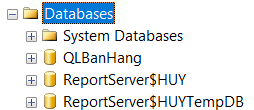 Databases
System Databases
QLBanHang
ReportServer$HUY
ReportServer$HUYTempDB